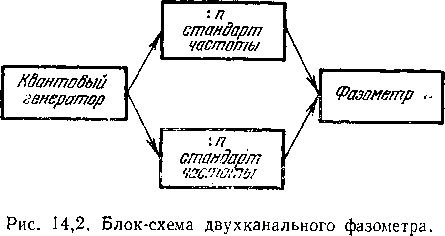 : п
стандарт
частоты
Квантовый
генератор
Фазометр
: п
стандарт
частоты
Рис. 14,2. Блок-схема двухканального фазометра.